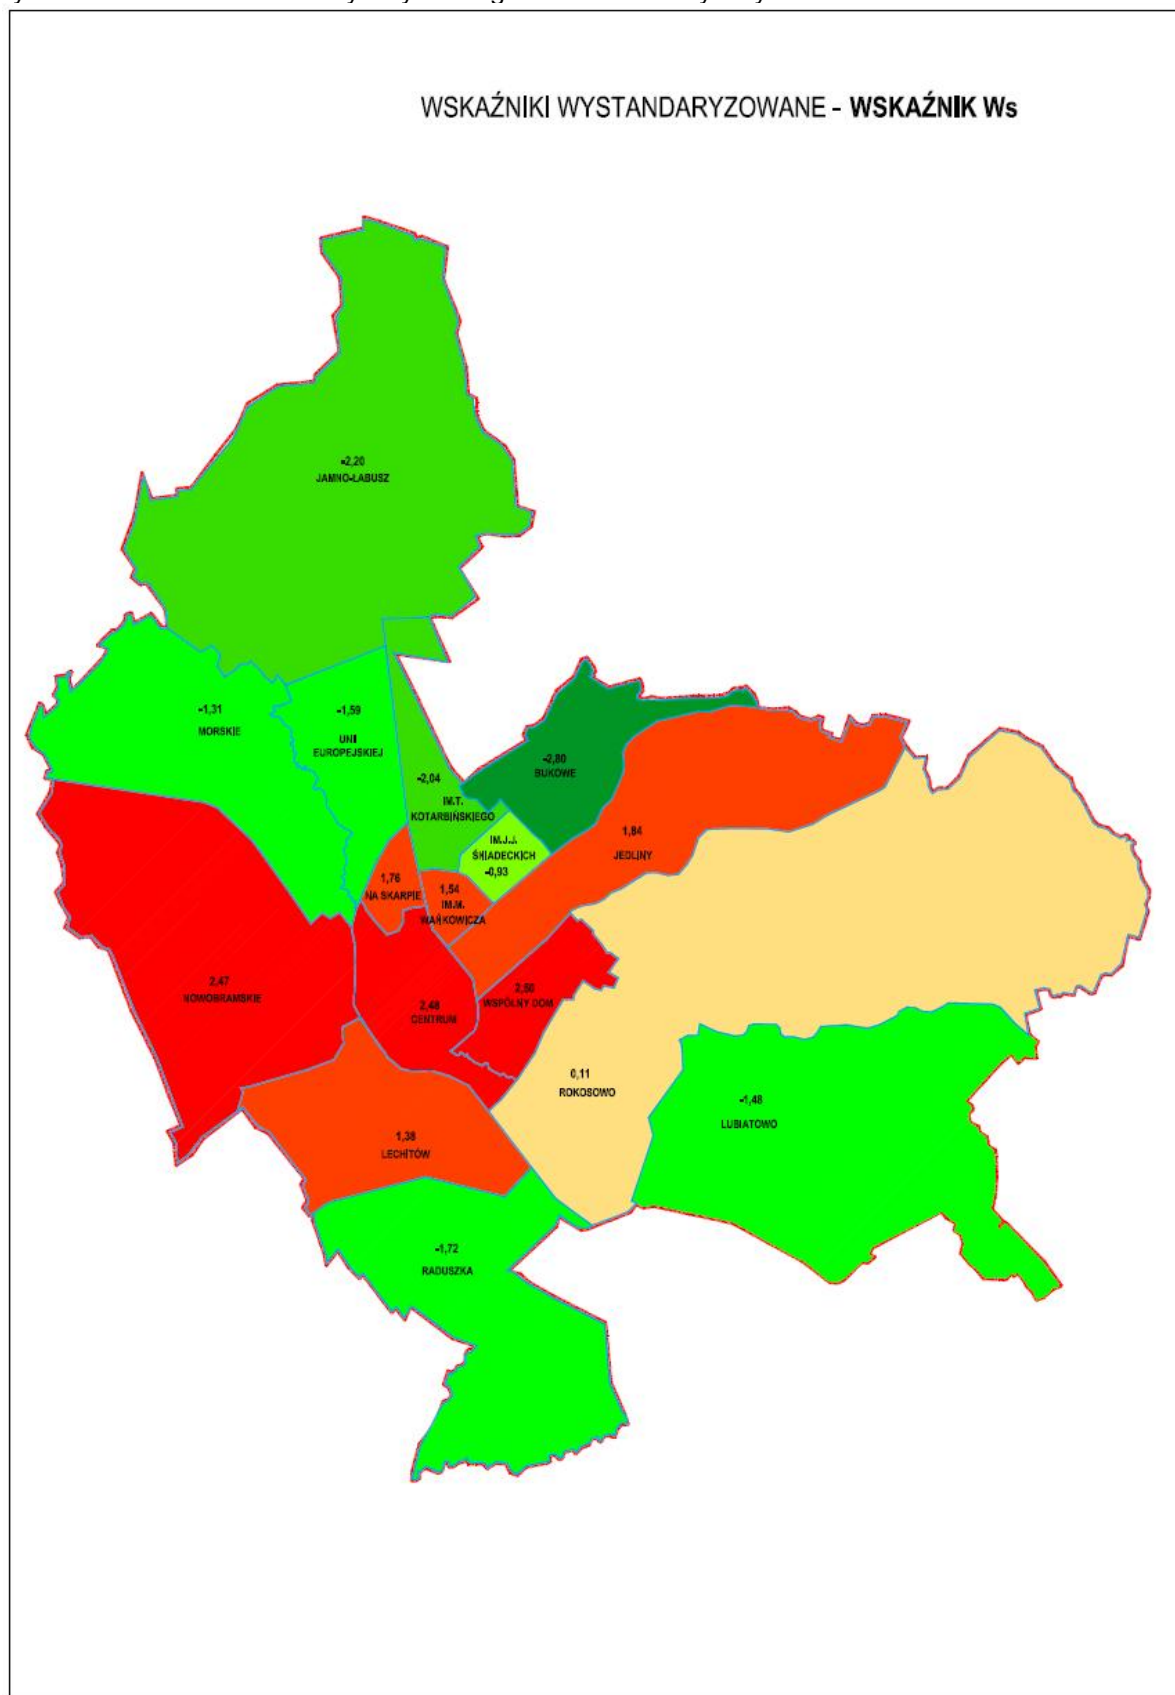 WSKAŹNIKI WYSTANDARYZOWANE - WSKAŹNIK Ws
-2,20
JAMNO-ŁABUSZ
-1,31
MORSKIE
-1,59
UNII
EUROPEJSKIEJ
-2,04
IM.T.
KOTARBIŃSKIEGO
-2,80
BUKOWE
IM.J.J.
ŚNIADECKICH
-0,93
1,84
JEDLINY
1,76
NA SKARPIE
1,54
IM.M.
WAŃKOWICZA
2,47
NOWOBRAMSKIE
2,48
CENTRUM
2,50
WSPÓLNY DOM
0,11
ROKOSOWO
-1,48
LUBIATOWO
1,38
LECHITÓW
-1,72
RADUSZKA